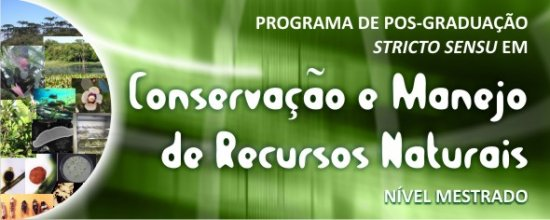 PROGRAMA DE POS-GRADUAÇÃO
STRICTO SENSU EM
Conservação e Manejo
de Recursos Naturais
NÍVEL MESTRADO